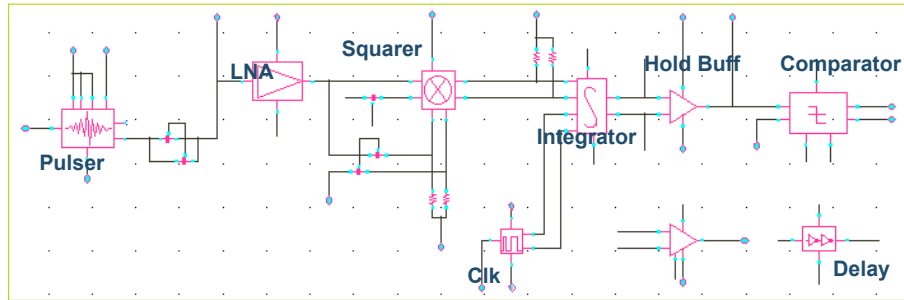 Squarer
LNA
Hold Buff
Comparator
Pulser
Integrator
Clk
Delay